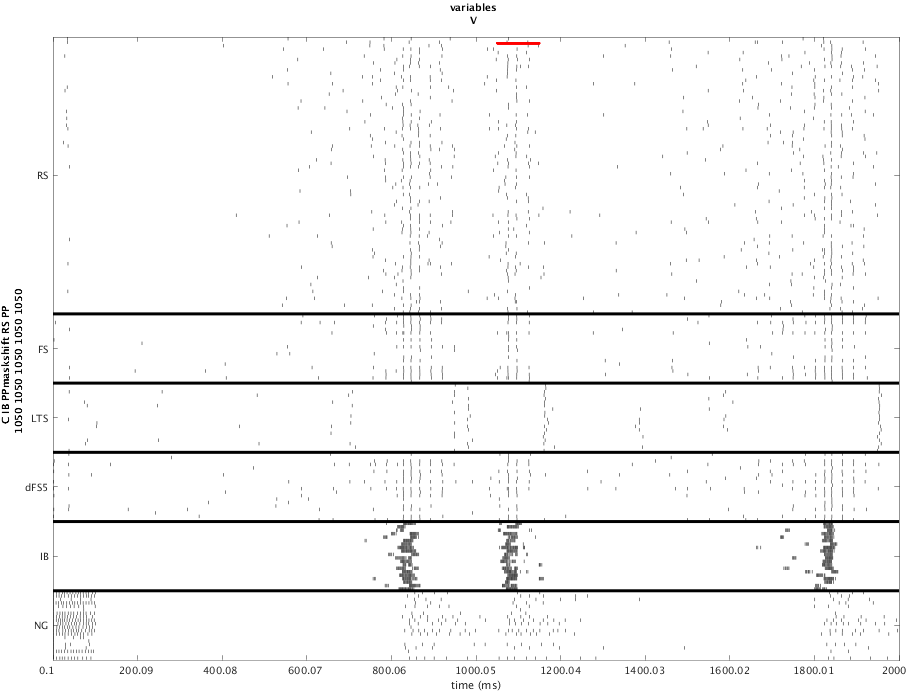 variables
V
RS
FS
LTS
dFS5
IB
NG
C IB PPmaskshift RS PP
1050 1050 1050 1050 1050
0.1 200.09 400.08 600.07 800.06 1000.05 1200.04 1400.03 1600.02 1800.01 2000
time (ms)